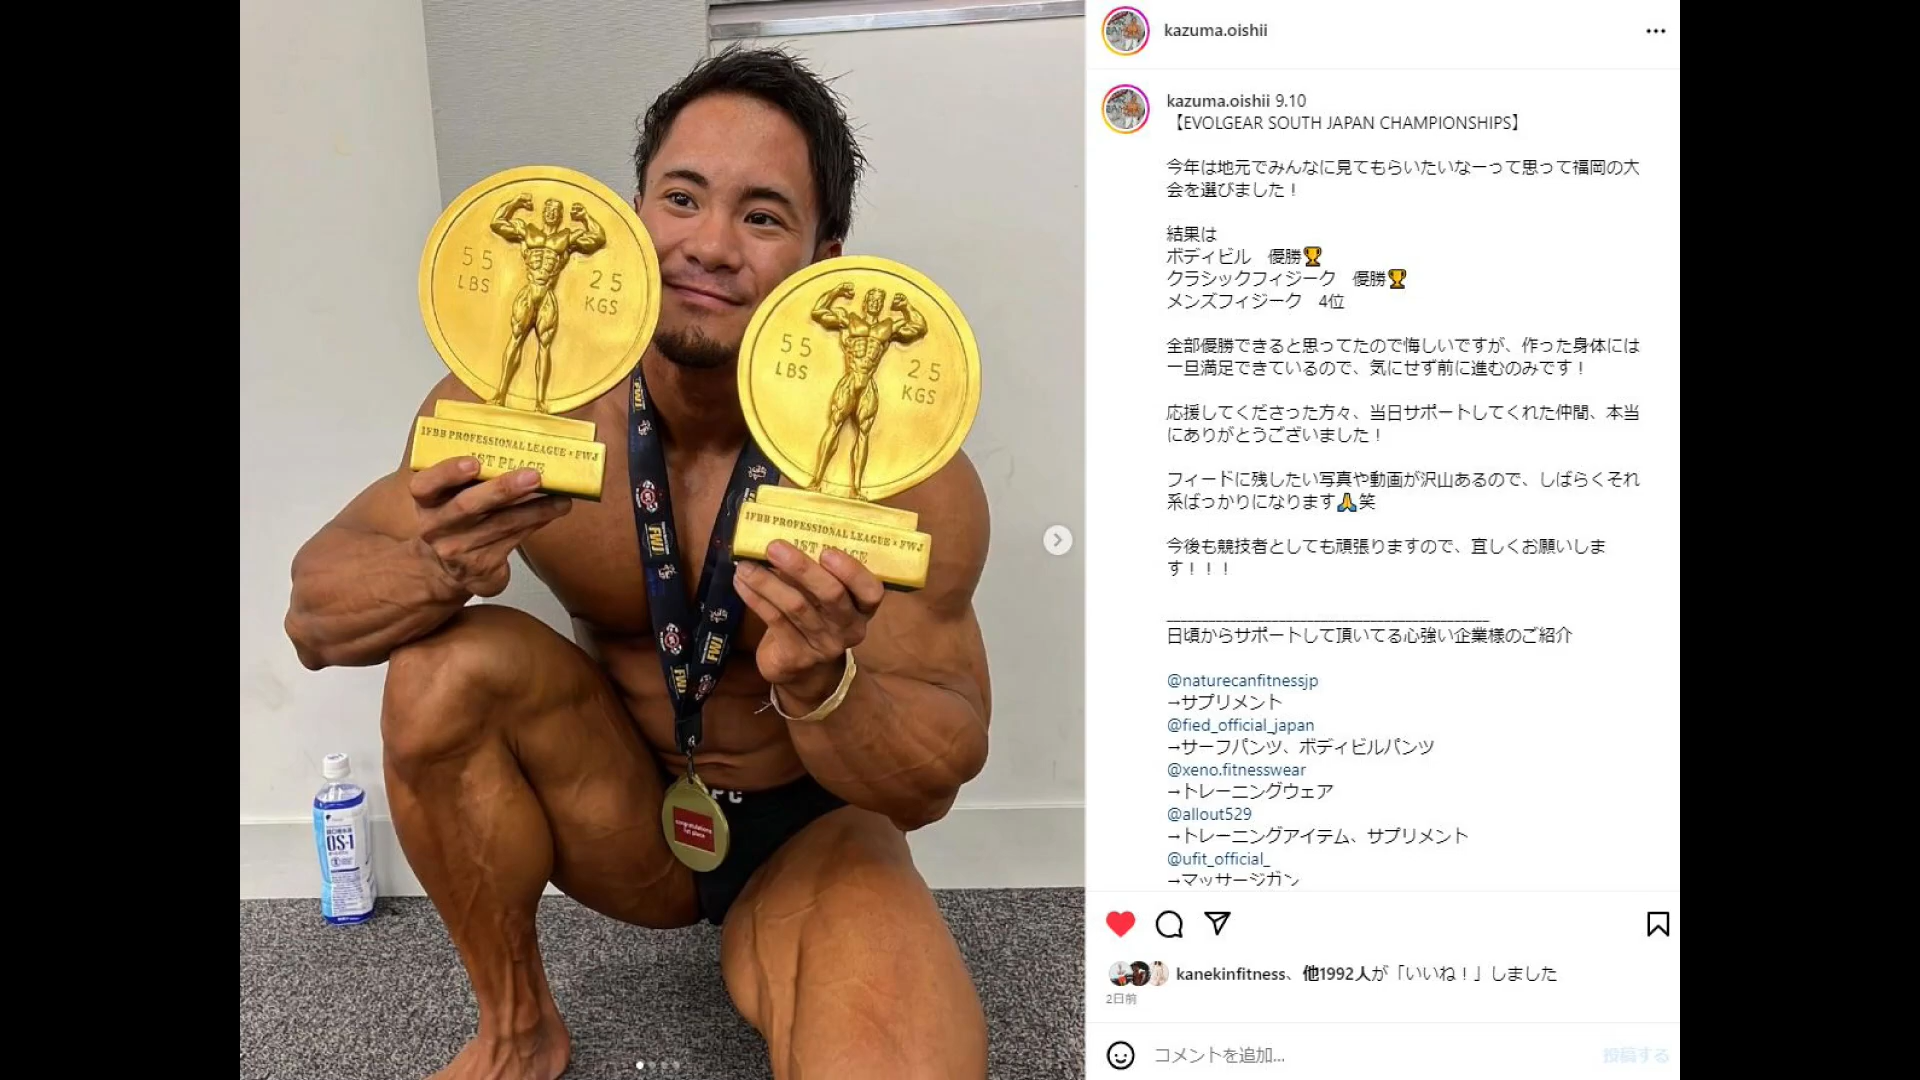 kazuma.oishii
kazuma.oishii 9.10
【EVOLGEAR SOUTH JAPAN CHAMPIONSHIPS】
今年は地元でみんなに見てもらいたいなーって思って福岡の大
会を選びました！
結果は
ボディビル　優勝🏆
クラシックフィジーク　優勝🏆
メンズフィジーク　4位
全部優勝できると思ってたので悔しいですが、作った身体には
一旦満足できているので、気にせず前に進むのみです！
応援してくださった方々、当日サポートしてくれた仲間、本当
にありがとうございました！
フィードに残したい写真や動画が沢山あるので、しばらくそれ
系ばっかりになります🙏笑
今後も競技者としても頑張りますので、宜しくお願いしま
す！！！
日頃からサポートして頂いてる心強い企業様のご紹介
@naturecanfitnessjp
→サプリメント
@fied_official_japan
→サーフパンツ、ボディビルパンツ
@xeno.fitnesswear
→トレーニングウェア
@allout529
→トレーニングアイテム、サプリメント
@ufit_official_
→マッサージガン
kanekinfitness、他1992人が「いいね！」しました
2日前
コメントを追加...
投稿する
55
LBS
25
KGS
IFBB PROFESSIONAL LEAGUE × FWJ
1ST PLACE
55
LBS
25
KGS
IFBB PROFESSIONAL LEAGUE × FWJ
1ST PLACE
FWJ
FWJ
FWJ
FWJ
congratulations
1st place
OS-1